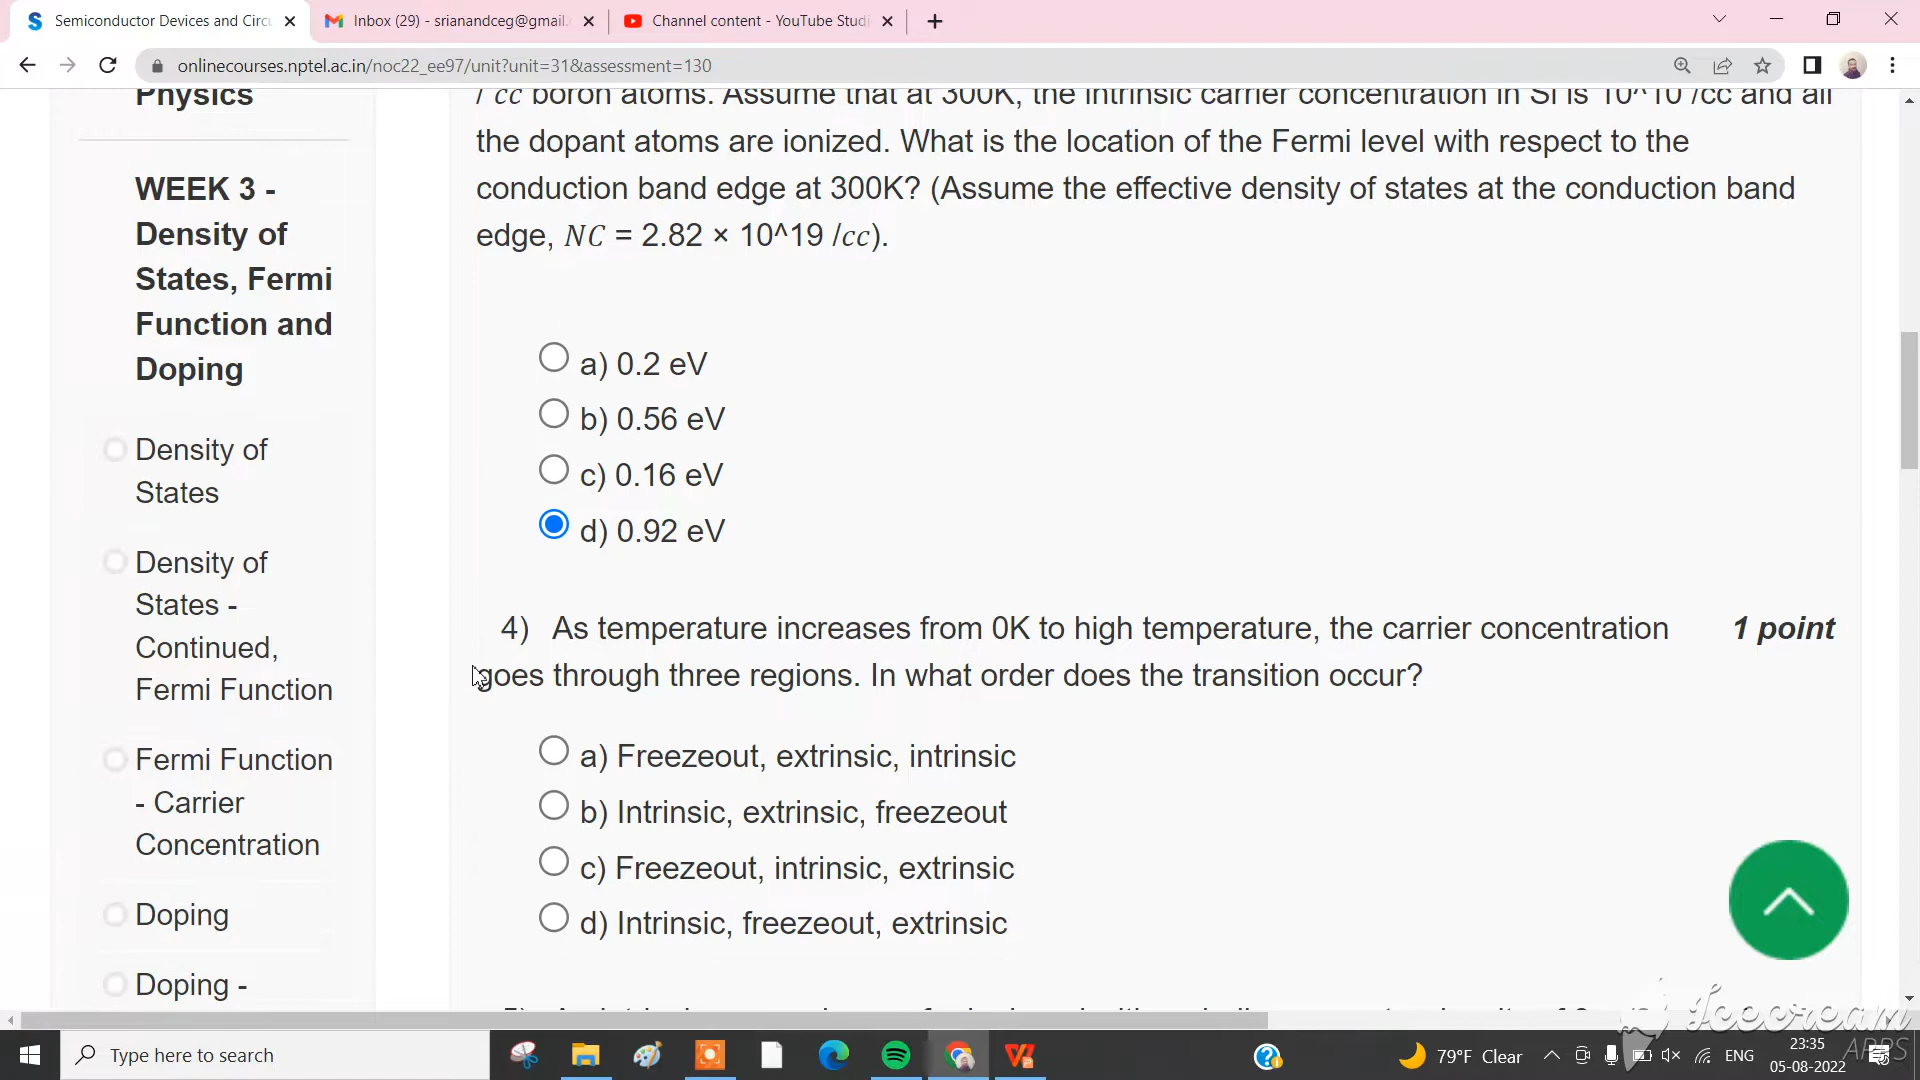 Semiconductor Devices and Circu
Inbox (29) - srianandceg@gmail.
Channel content - YouTube Studi
onlinecourses.nptel.ac.in/noc22_ee97/unit?unit=31&assessment=130
Physics
WEEK 3 -
Density of
States, Fermi
Function and
Doping
Density of
States
Density of
States -
Continued,
Fermi Function
Fermi Function
- Carrier
Concentration
Doping
Doping -
/ cc boron atoms. Assume that at 300K, the intrinsic carrier concentration in Si is 10^10 /cc and all
the dopant atoms are ionized. What is the location of the Fermi level with respect to the
conduction band edge at 300K? (Assume the effective density of states at the conduction band
edge, NC = 2.82 × 10^19 /cc).
a) 0.2 eV
b) 0.56 eV
c) 0.16 eV
d) 0.92 eV
4) As temperature increases from 0K to high temperature, the carrier concentration 1 point
goes through three regions. In what order does the transition occur?
a) Freezeout, extrinsic, intrinsic
b) Intrinsic, extrinsic, freezeout
c) Freezeout, intrinsic, extrinsic
d) Intrinsic, freezeout, extrinsic
Icecream
APPS
Type here to search
79°F Clear
ENG
23:35
05-08-2022